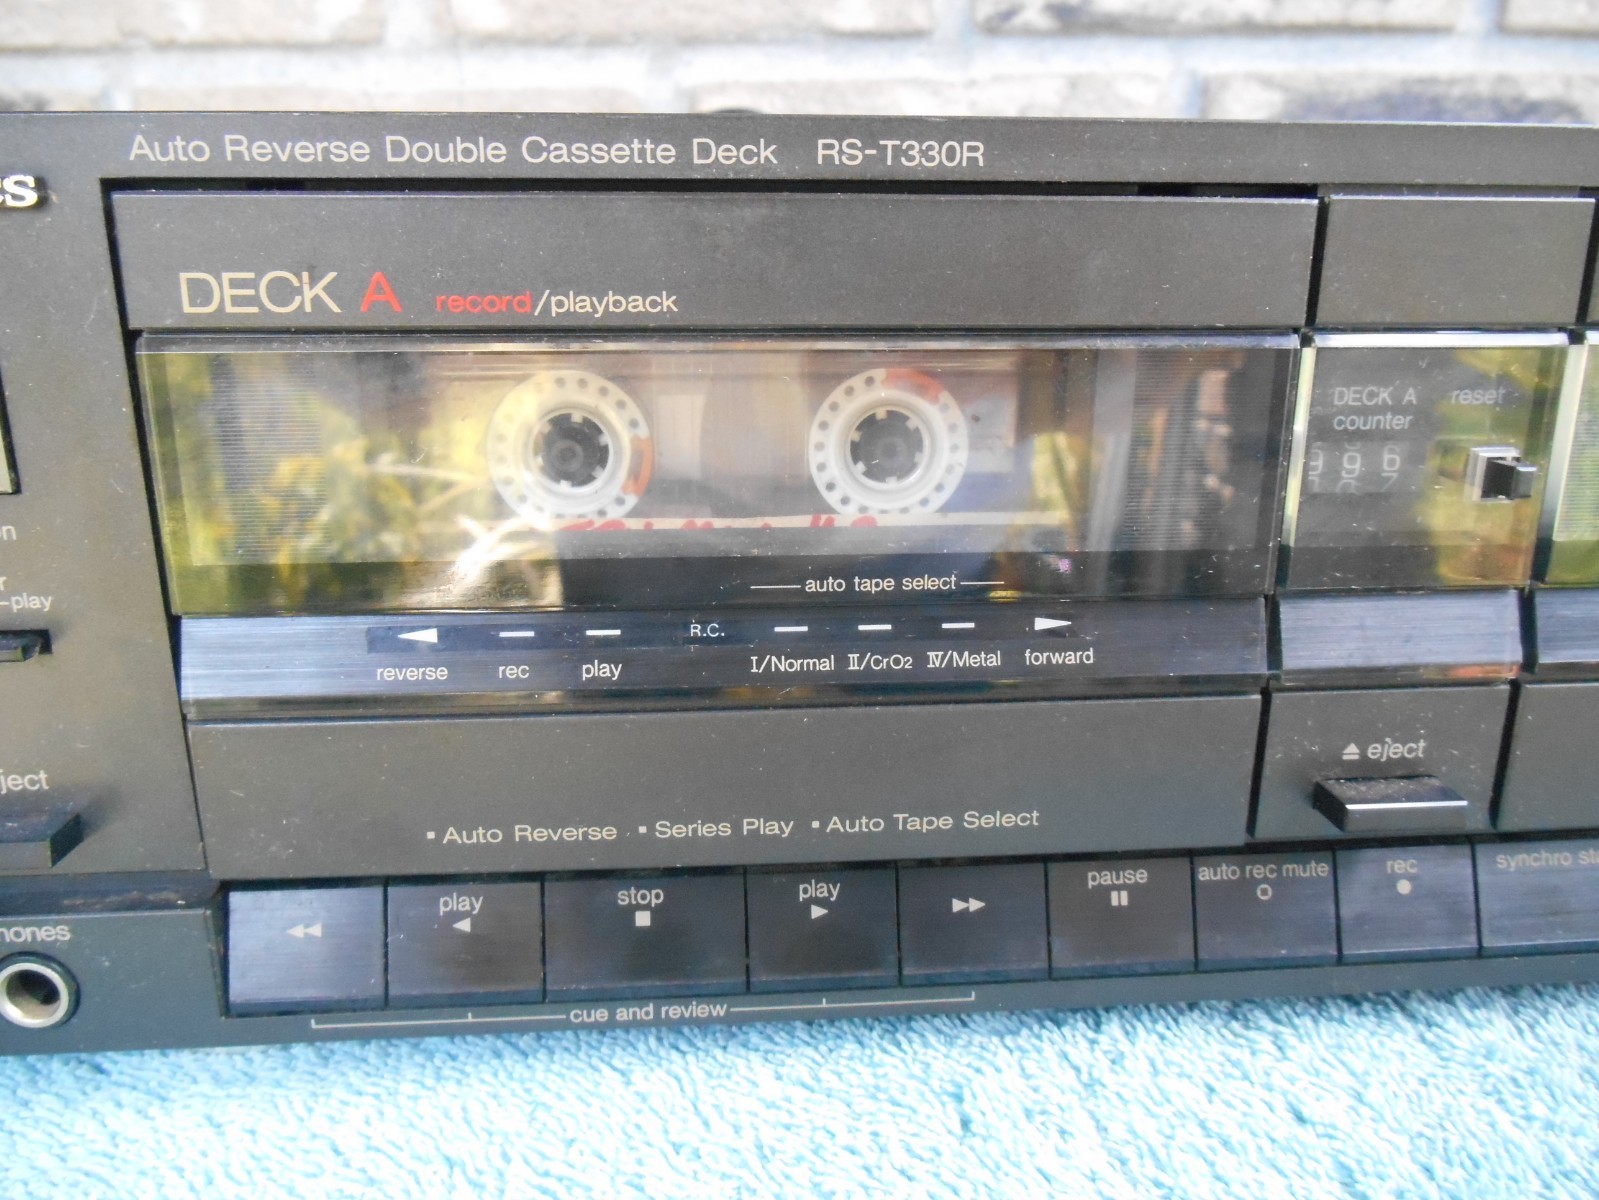 Auto Reverse Double Cassette Deck RS-T330R
DECK A record/playback
DECK A counter
reset
996
auto tape select
reverse rec play R.C. I/Normal II/CrO2 IV/Metal forward
-play
eject
▪Auto Reverse ▪Series Play ▪Auto Tape Select
play
stop
play
pause
auto rec mute
rec
synchro
cue and review